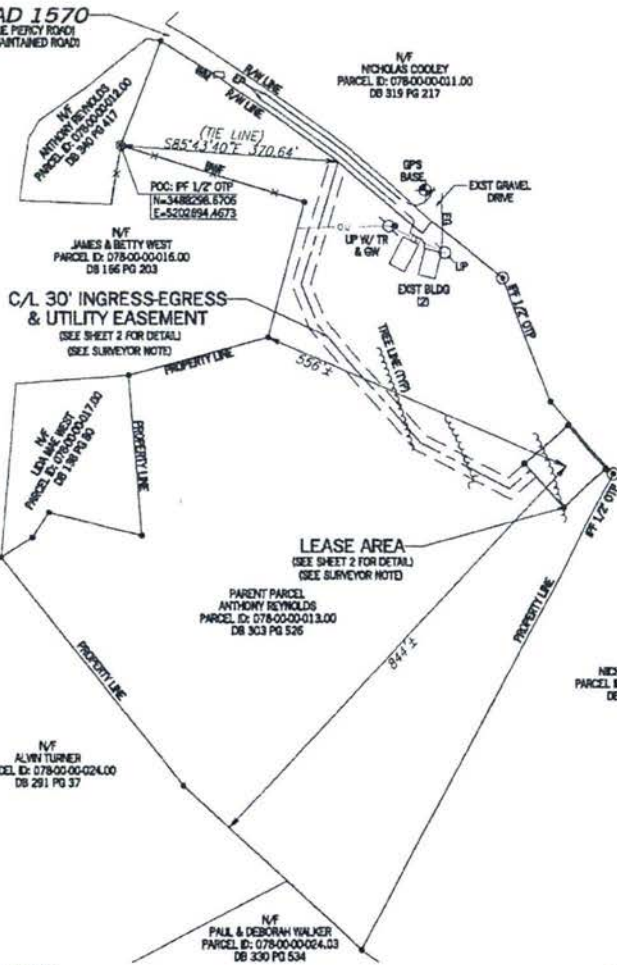 AD 1570
E PERCY ROAD)
AINTAINED ROAD)
N/F
NICHOLAS COOLEY
PARCEL ID: 078-00-00-011.00
DB 319 PG 217
R/W LINE
EP
R/W LINE
N/F
ANTHONY REYNOLDS
PARCEL ID: 078-00-00-012.00
DB 340 PG 417
(TIE LINE)
S85°43'40"E 370.64'
POC: IPF 1/2" OTP
N=3488298.6706
E=5202894.4673
GPS
BASE
EXST GRAVEL
DRIVE
EG
N/F
JAMES & BETTY WEST
PARCEL ID: 078-00-00-016.00
DB 166 PG 203
UP W/ TR
& GW
UP
EXST BLDG
(2)
IPF 1/2" OTP
C/L 30' INGRESS-EGRESS
& UTILITY EASEMENT
(SEE SHEET 2 FOR DETAIL)
(SEE SURVEYOR NOTE)
PROPERTY LINE
556'±
TREE LINE (TYP)
N/F
LIDA MAE WEST
PARCEL ID: 078-00-00-017.00
DB 138 PG 80
PROPERTY LINE
IPF 1/2" OTP
LEASE AREA
(SEE SHEET 2 FOR DETAIL)
(SEE SURVEYOR NOTE)
PARENT PARCEL
ANTHONY REYNOLDS
PARCEL ID: 078-00-00-013.00
DB 303 PG 526
PROPERTY LINE
844'±
PROPERTY LINE
PARCEL I
N/F
ALVIN TURNER
CEL ID: 078-00-00-024.00
DB 291 PG 37
N/F
PAUL & DEBORAH WALKER
PARCEL ID: 078-00-00-024.03
DB 330 PG 534